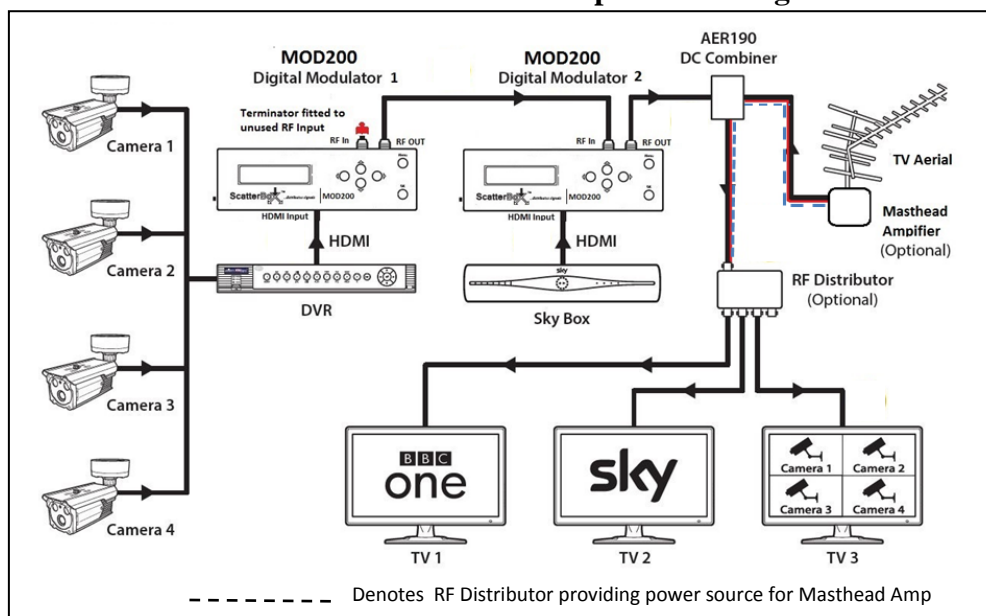 MOD200
Digital Modulator 1
MOD200
Digital Modulator 2
AER190
DC Combiner
Terminator fitted to
unused RF Input
RF In
RF OUT
RF In
RF OUT
Camera 1
ScatterBox
MOD200
HDMI Input
ScatterBox
MOD200
HDMI Input
TV Aerial
Masthead
Ampifier
(Optional)
Camera 2
HDMI
HDMI
sky
DVR
Sky Box
RF Distributor
(Optional)
Camera 3
Camera 4
BBC
one
sky
Camera 1
Camera 2
Camera 3
Camera 4
TV 1
TV 2
TV 3
Denotes RF Distributor providing power source for Masthead Amp